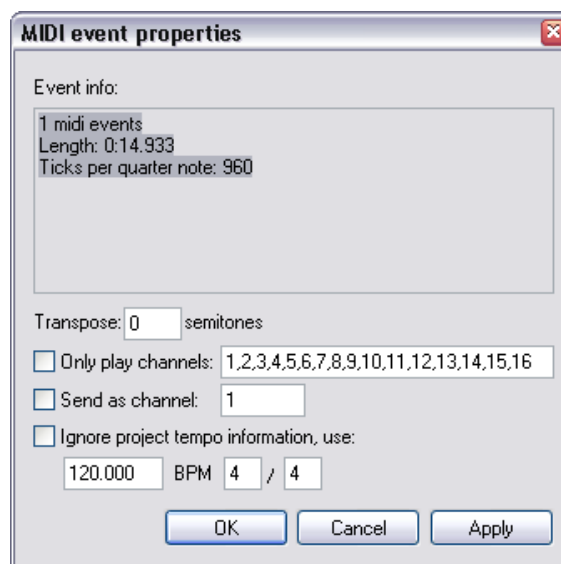 MIDI event properties
Event info:
1 midi events
Length: 0:14.933
Ticks per quarter note: 960
Transpose: 0 semitones
Only play channels: 1,2,3,4,5,6,7,8,9,10,11,12,13,14,15,16
Send as channel: 1
Ignore project tempo information, use:
120.000 BPM 4 / 4
OK Cancel Apply